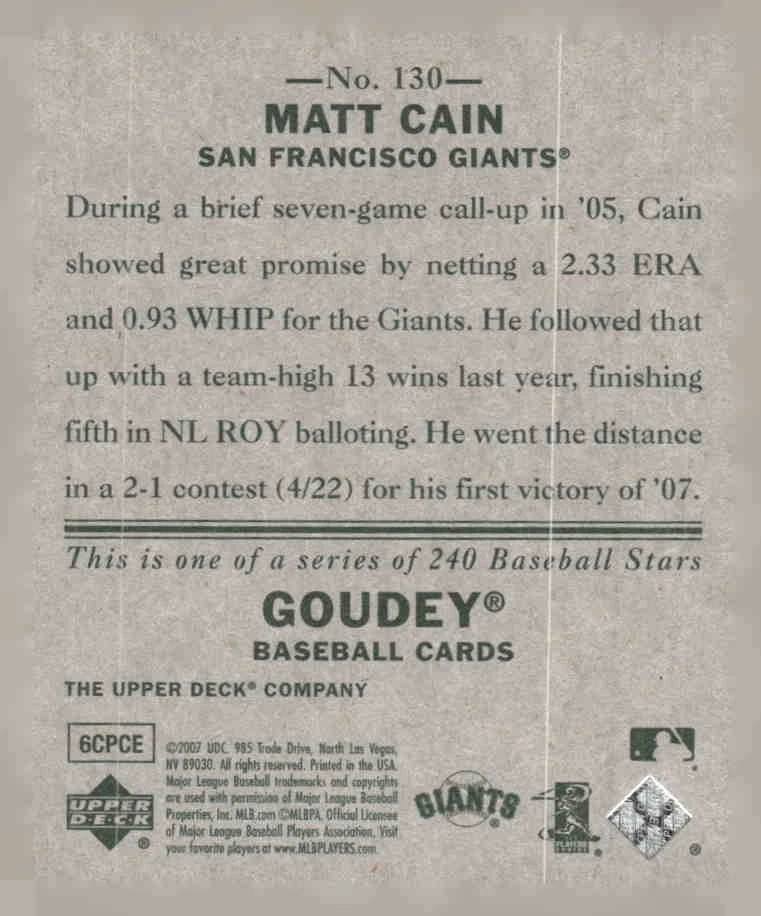 —No. 130—
MATT CAIN
SAN FRANCISCO GIANTS®
During a brief seven-game call-up in '05, Cain
showed great promise by netting a 2.33 ERA
and 0.93 WHIP for the Giants. He followed that
up with a team-high 13 wins last year, finishing
fifth in NL ROY balloting. He went the distance
in a 2-1 contest (4/22) for his first victory of '07.
This is one of a series of 240 Baseball Stars
GOUDEY®
BASEBALL CARDS
THE UPPER DECK® COMPANY
6CPCE
©2007 UDC. 985 Trade Drive, North Las Vegas,
NV 89030. All rights reserved. Printed in the USA.
Major League Baseball trademarks and copyrights
are used with permission of Major League Baseball
Properties, Inc. MLB.com ©MLBPA, Official Licensee
of Major League Baseball Players Association. Visit
your favorite players at www.MLBPLAYERS.com.
UPPER
DECK
®
GIANTS
®
PLAYERS
CHOICE
®
®